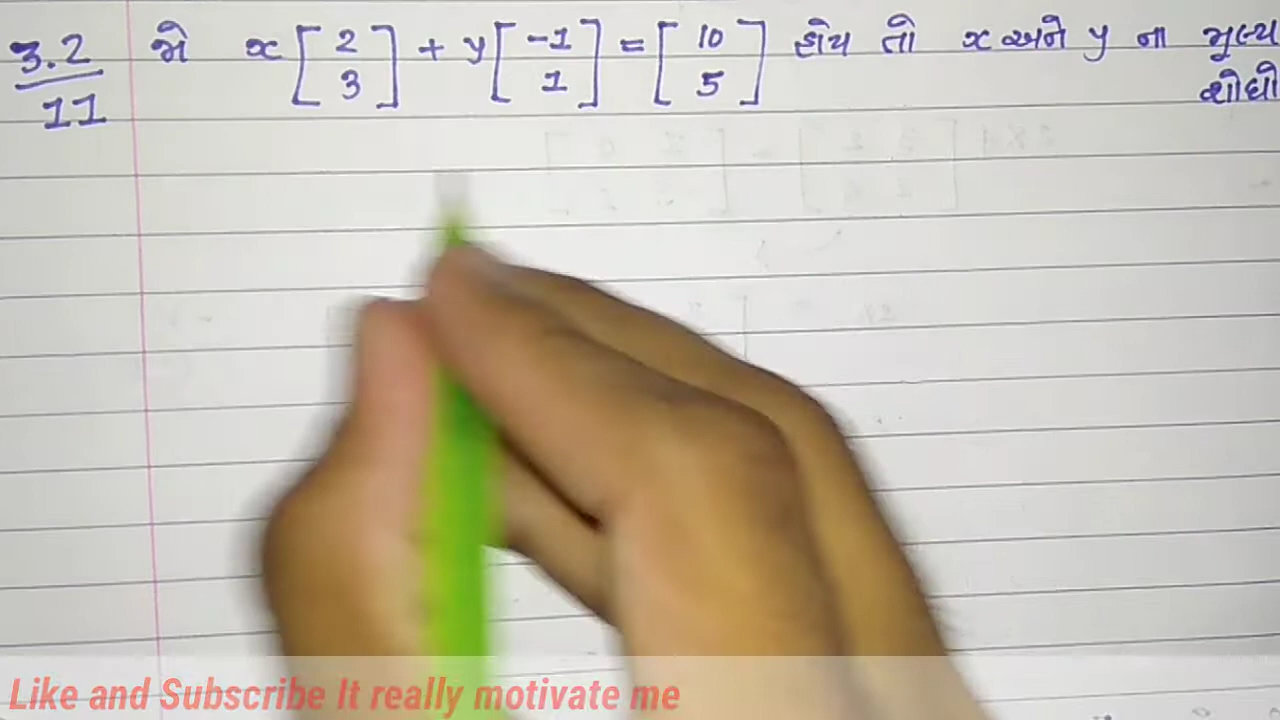 3.2
11
જો x [ 2 3 ] + y [ -1 1 ] = [ 10 5 ] હોય તો x અને y ના મૂલ્ય
શોધો
Like and Subscribe It really motivate me